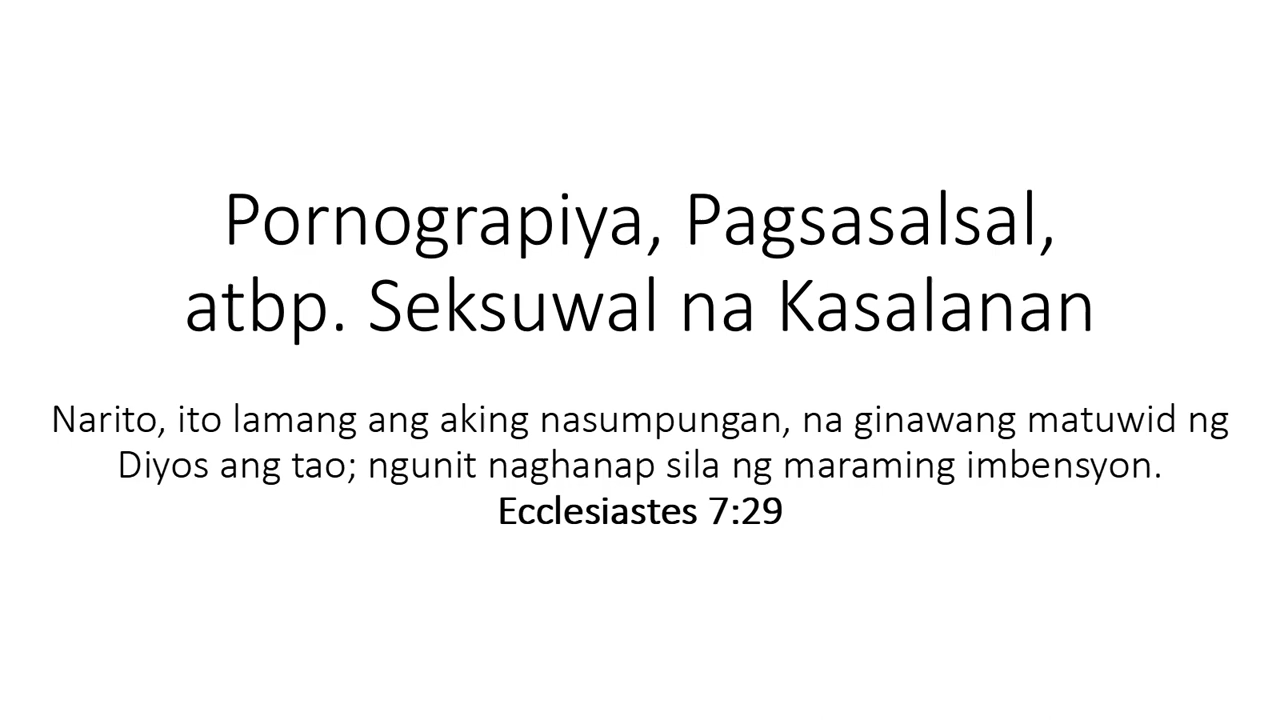 Pornograpiya, Pagsasalsal,
atbp. Seksuwal na Kasalanan
Narito, ito lamang ang aking nasumpungan, na ginawang matuwid ng
Diyos ang tao; ngunit naghanap sila ng maraming imbensyon.
Ecclesiastes 7:29